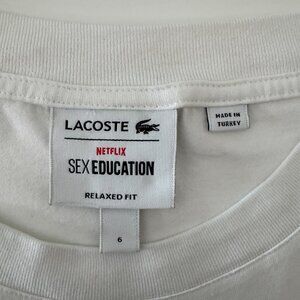 LACOSTE
MADE IN
TURKEY
NETFLIX
SEX EDUCATION
RELAXED FIT
6